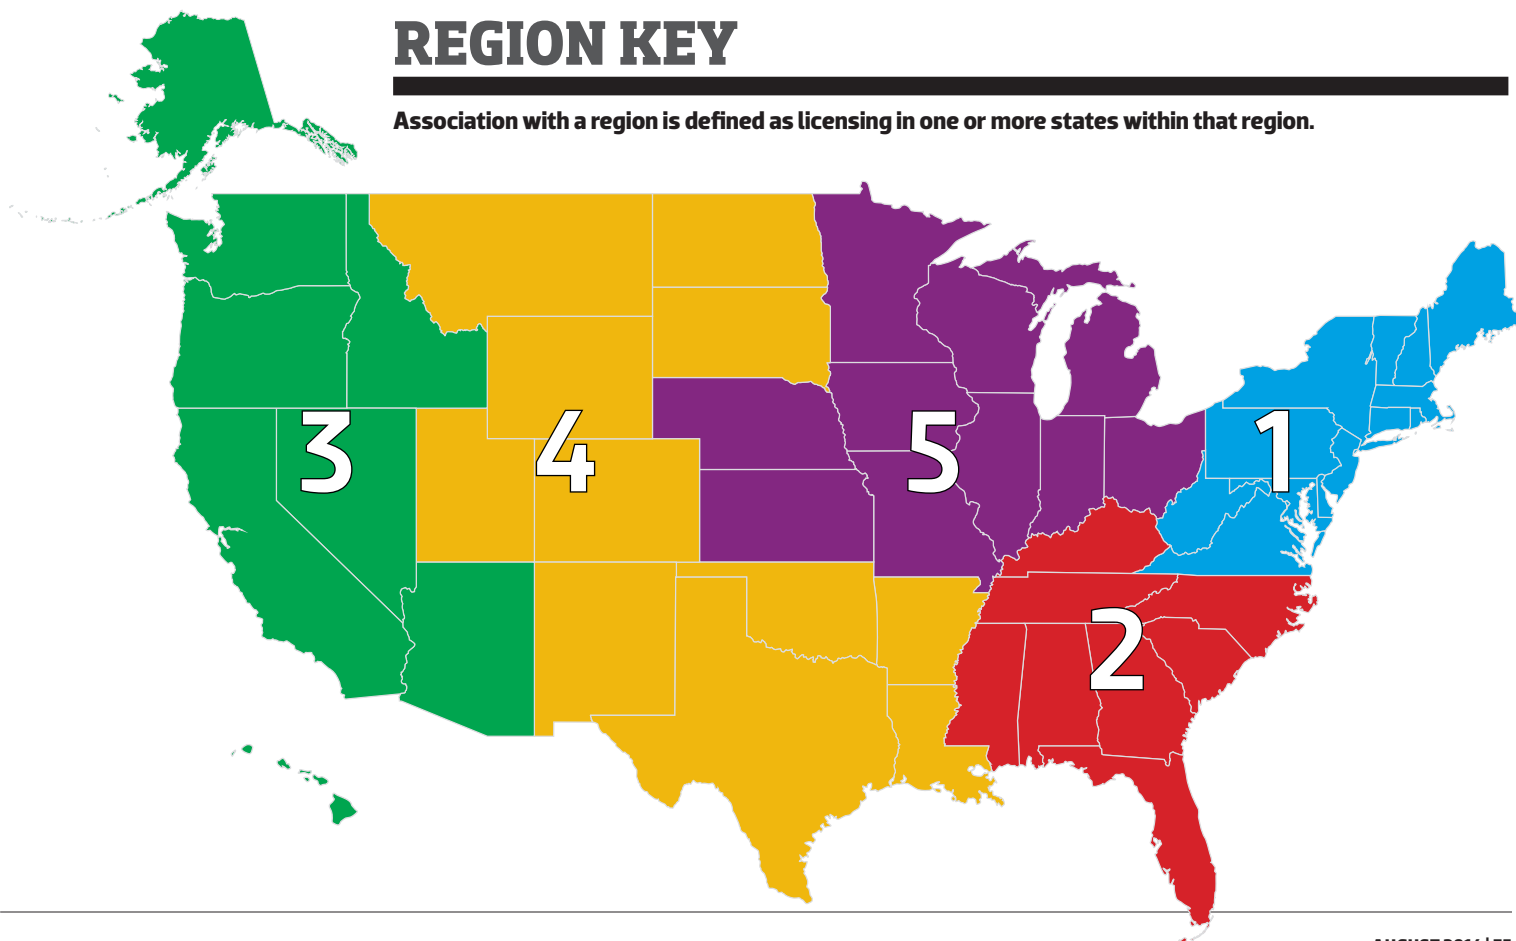 REGION KEY
Association with a region is defined as licensing in one or more states within that region.
3
4
5
1
2